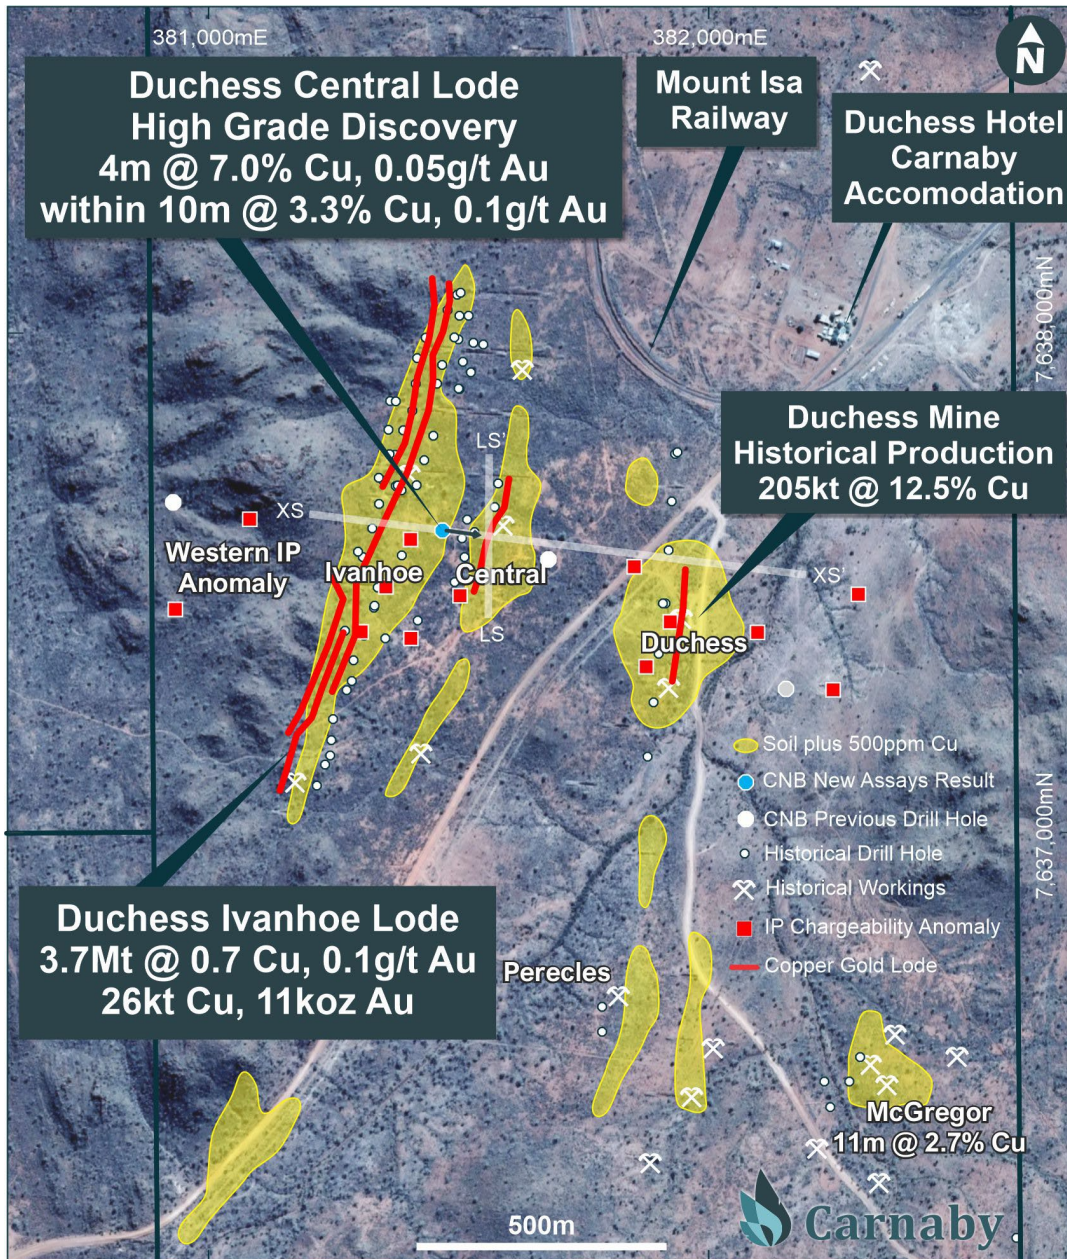 381,000mE
382,000mE
N
Duchess Central Lode
High Grade Discovery
4m @ 7.0% Cu, 0.05g/t Au
within 10m @ 3.3% Cu, 0.1g/t Au
Mount Isa
Railway
Duchess Hotel
Carnaby
Accomodation
7,638,000mN
Duchess Mine
Historical Production
205kt @ 12.5% Cu
LS'
XS
Western IP
Anomaly
Ivanhoe
Central
XS'
LS
Duchess
Soil plus 500ppm Cu
CNB New Assays Result
CNB Previous Drill Hole
Historical Drill Hole
Historical Workings
IP Chargeability Anomaly
Copper Gold Lode
7,637,000mN
Duchess Ivanhoe Lode
3.7Mt @ 0.7 Cu, 0.1g/t Au
26kt Cu, 11koz Au
Perecles
McGregor
11m @ 2.7% Cu
500m
Carnaby